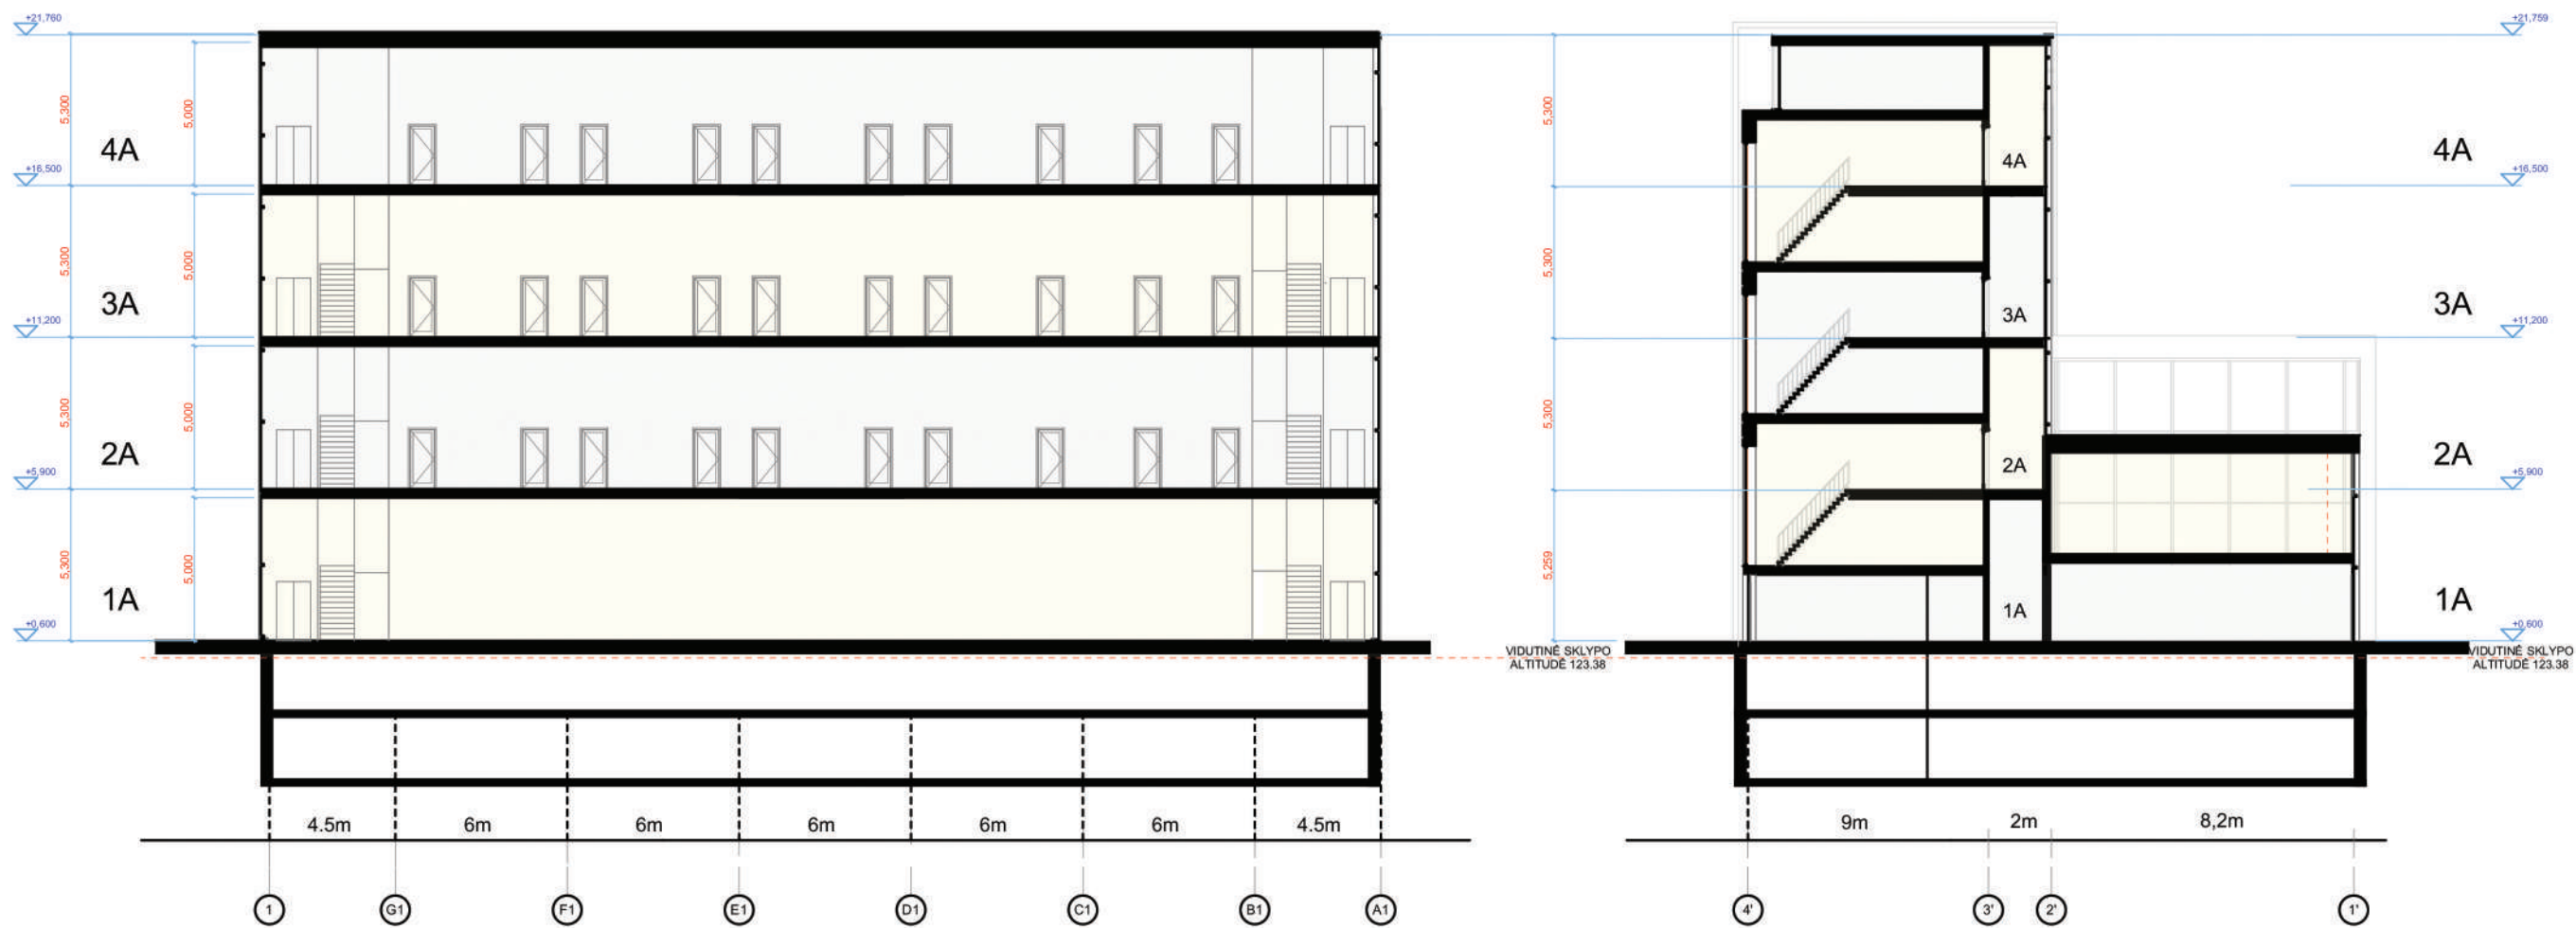 +21,760
5,300
5,000
4A
+16,500
5,300
5,000
3A
+11,200
5,300
5,000
2A
+5,900
5,300
5,000
1A
+0,600
4.5m
6m
6m
6m
6m
6m
4.5m
1
G1
F1
E1
D1
C1
B1
A1
5,300
5,300
5,300
5,259
VIDUTINĖ SKLYPO
ALTITUDĖ 123.38
4A
3A
2A
1A
9m
2m
8,2m
4'
3'
2'
1'
+21,759
4A
+16,500
3A
+11,200
2A
+5,900
1A
+0,600
VIDUTINĖ SKLYPO
ALTITUDĖ 123.38